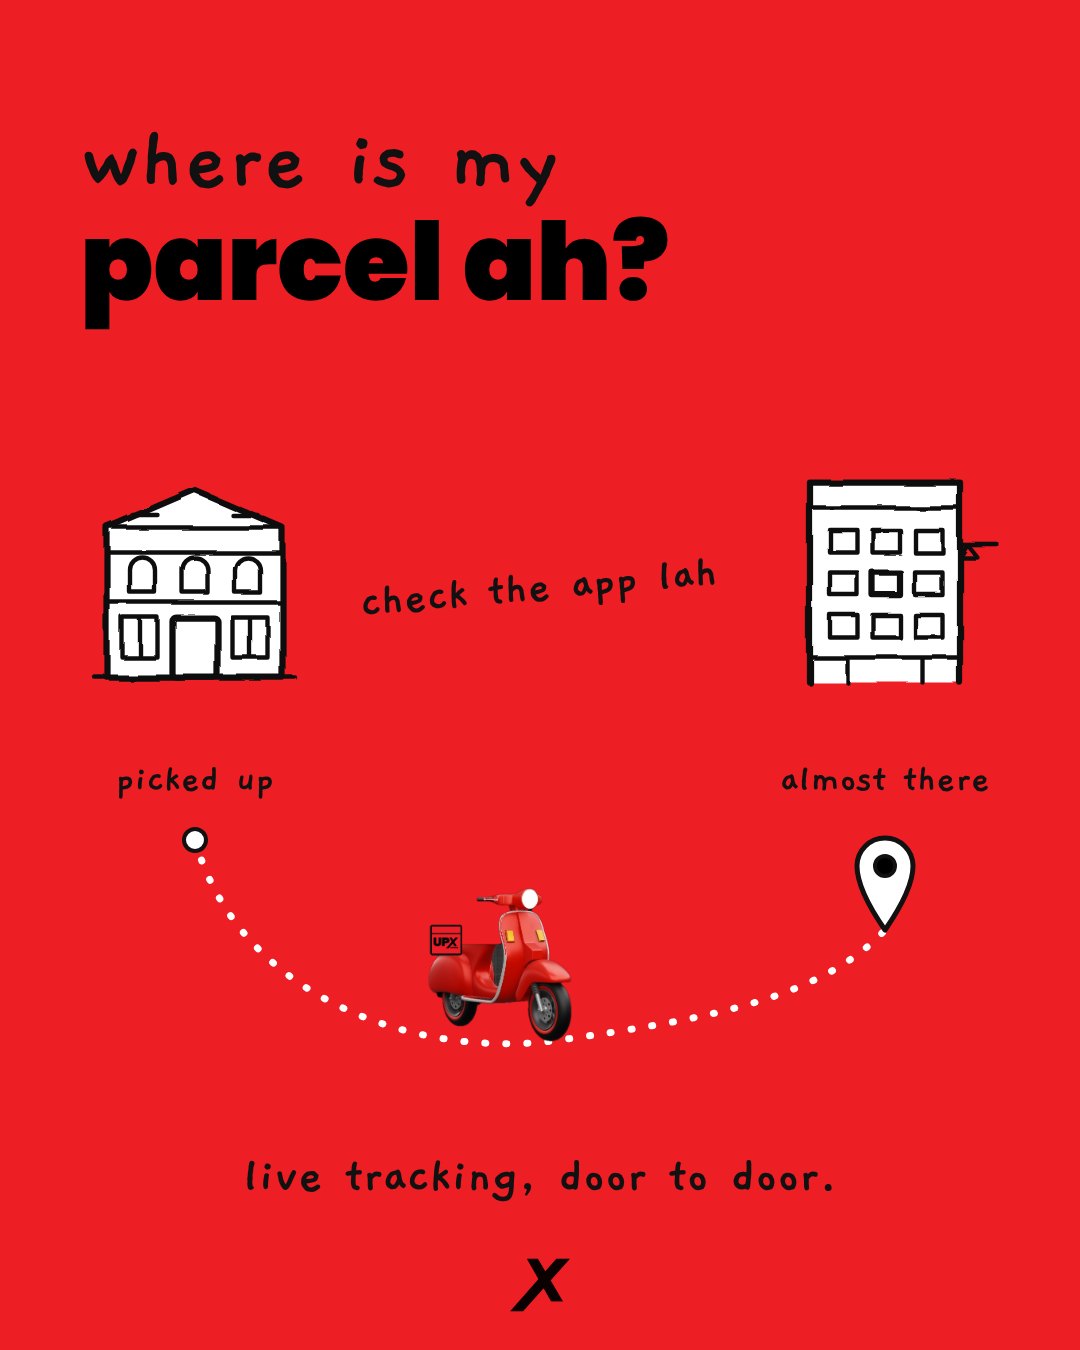 where is my
parcel ah?
check the app lah
picked up
almost there
UPX
live tracking, door to door.
X